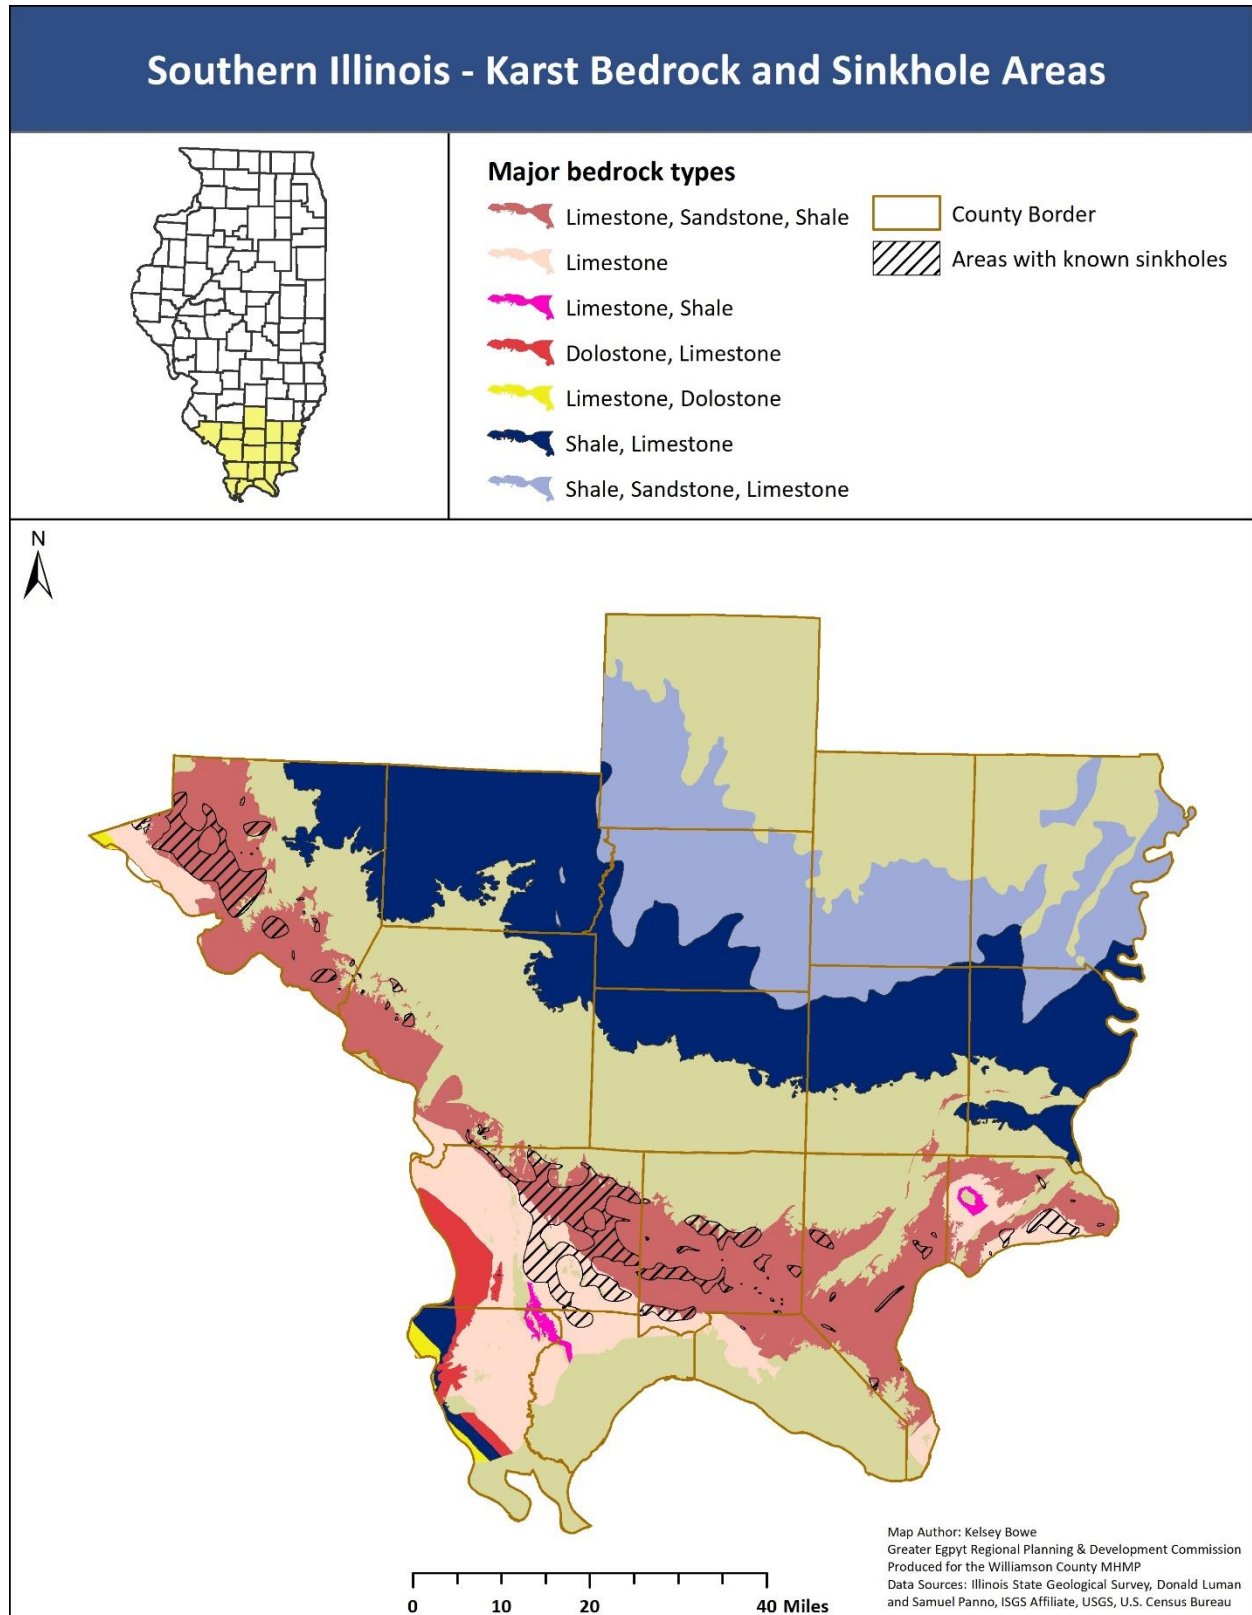 Southern Illinois - Karst Bedrock and Sinkhole Areas
Major bedrock types
Limestone, Sandstone, Shale
Limestone
Limestone, Shale
Dolostone, Limestone
Limestone, Dolostone
Shale, Limestone
Shale, Sandstone, Limestone
County Border
Areas with known sinkholes
N
Map Author: Kelsey Bowe
Greater Egpyt Regional Planning & Development Commission
Produced for the Williamson County MHMP
Data Sources: Illinois State Geological Survey, Donald Luman
and Samuel Panno, ISGS Affiliate, USGS, U.S. Census Bureau
0 10 20 40 Miles